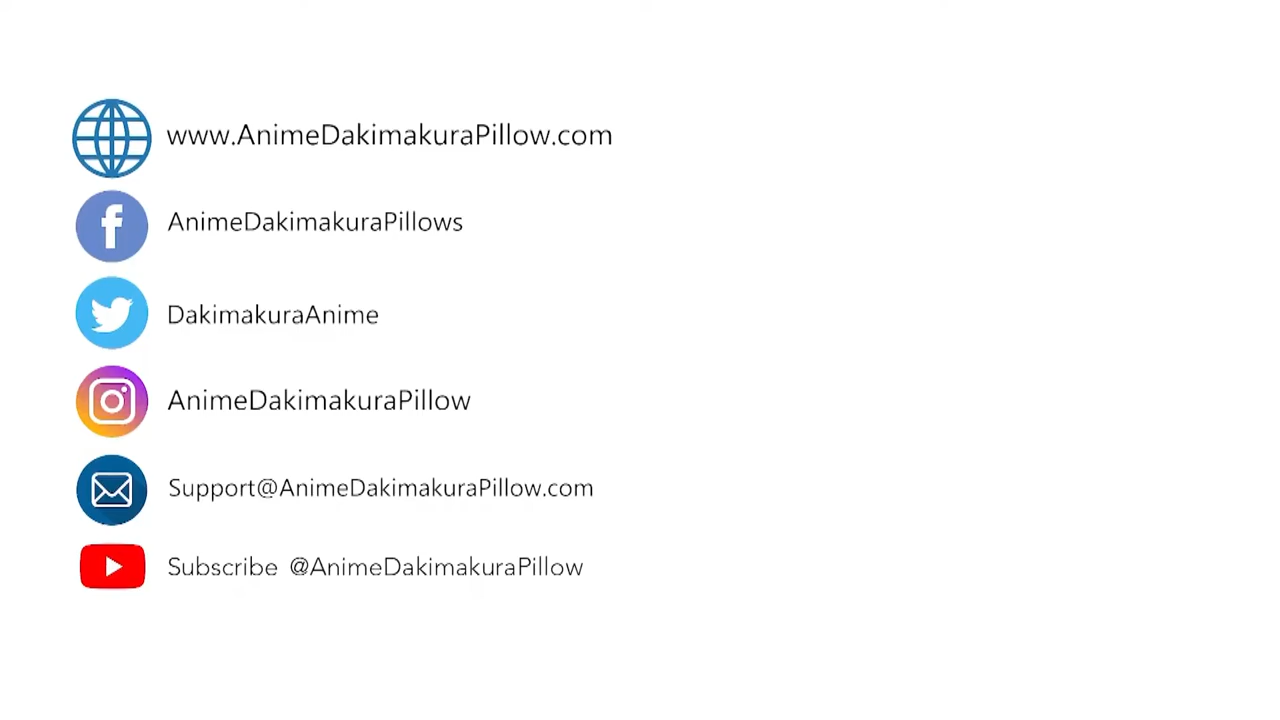 www.AnimeDakimakuraPillow.com
AnimeDakimakuraPillows
DakimakuraAnime
AnimeDakimakuraPillow
Support@AnimeDakimakuraPillow.com
Subscribe @AnimeDakimakuraPillow